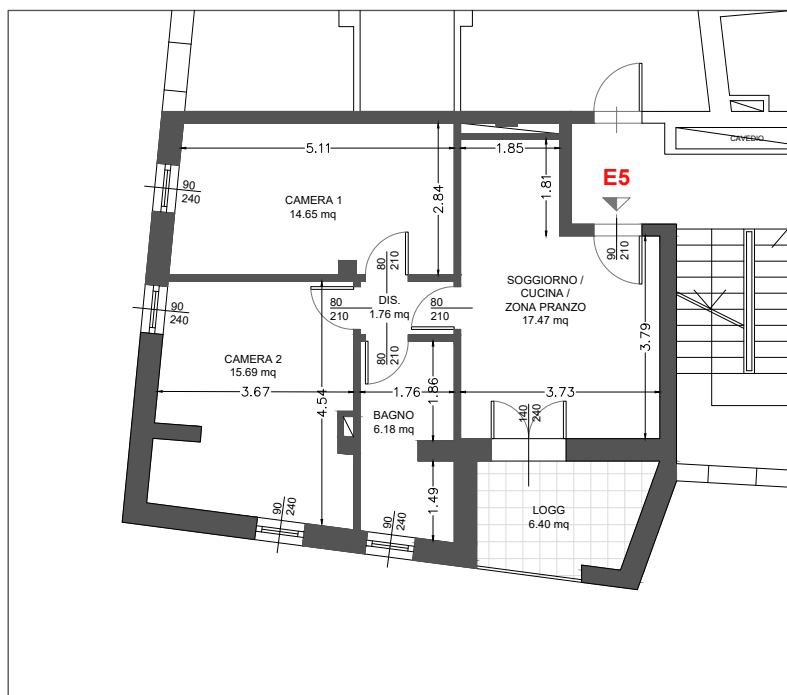 CAVEDIO
5.11
1.85
1.81
E5
90
240
CAMERA 1
14.65 mq
2.84
90
210
80
210
SOGGIORNO /
CUCINA /
ZONA PRANZO
17.47 mq
DIS.
1.76 mq
80
210
80
210
90
240
3.79
CAMERA 2
15.69 mq
80
210
3.67
4.54
1.76
1.86
3.73
BAGNO
6.18 mq
140
240
1.49
LOGG
6.40 mq
90
240
90
240